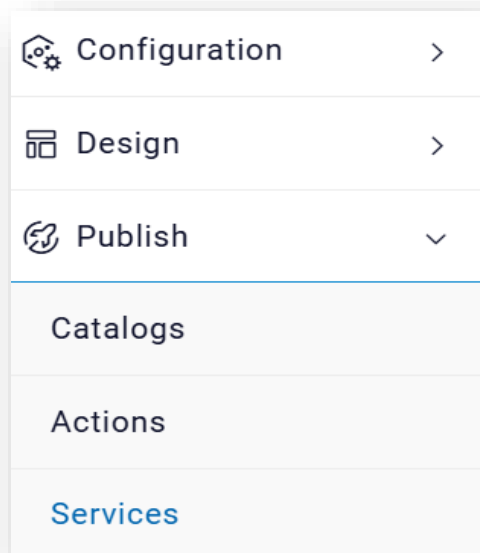 Configuration
Design
Publish
Catalogs
Actions
Services